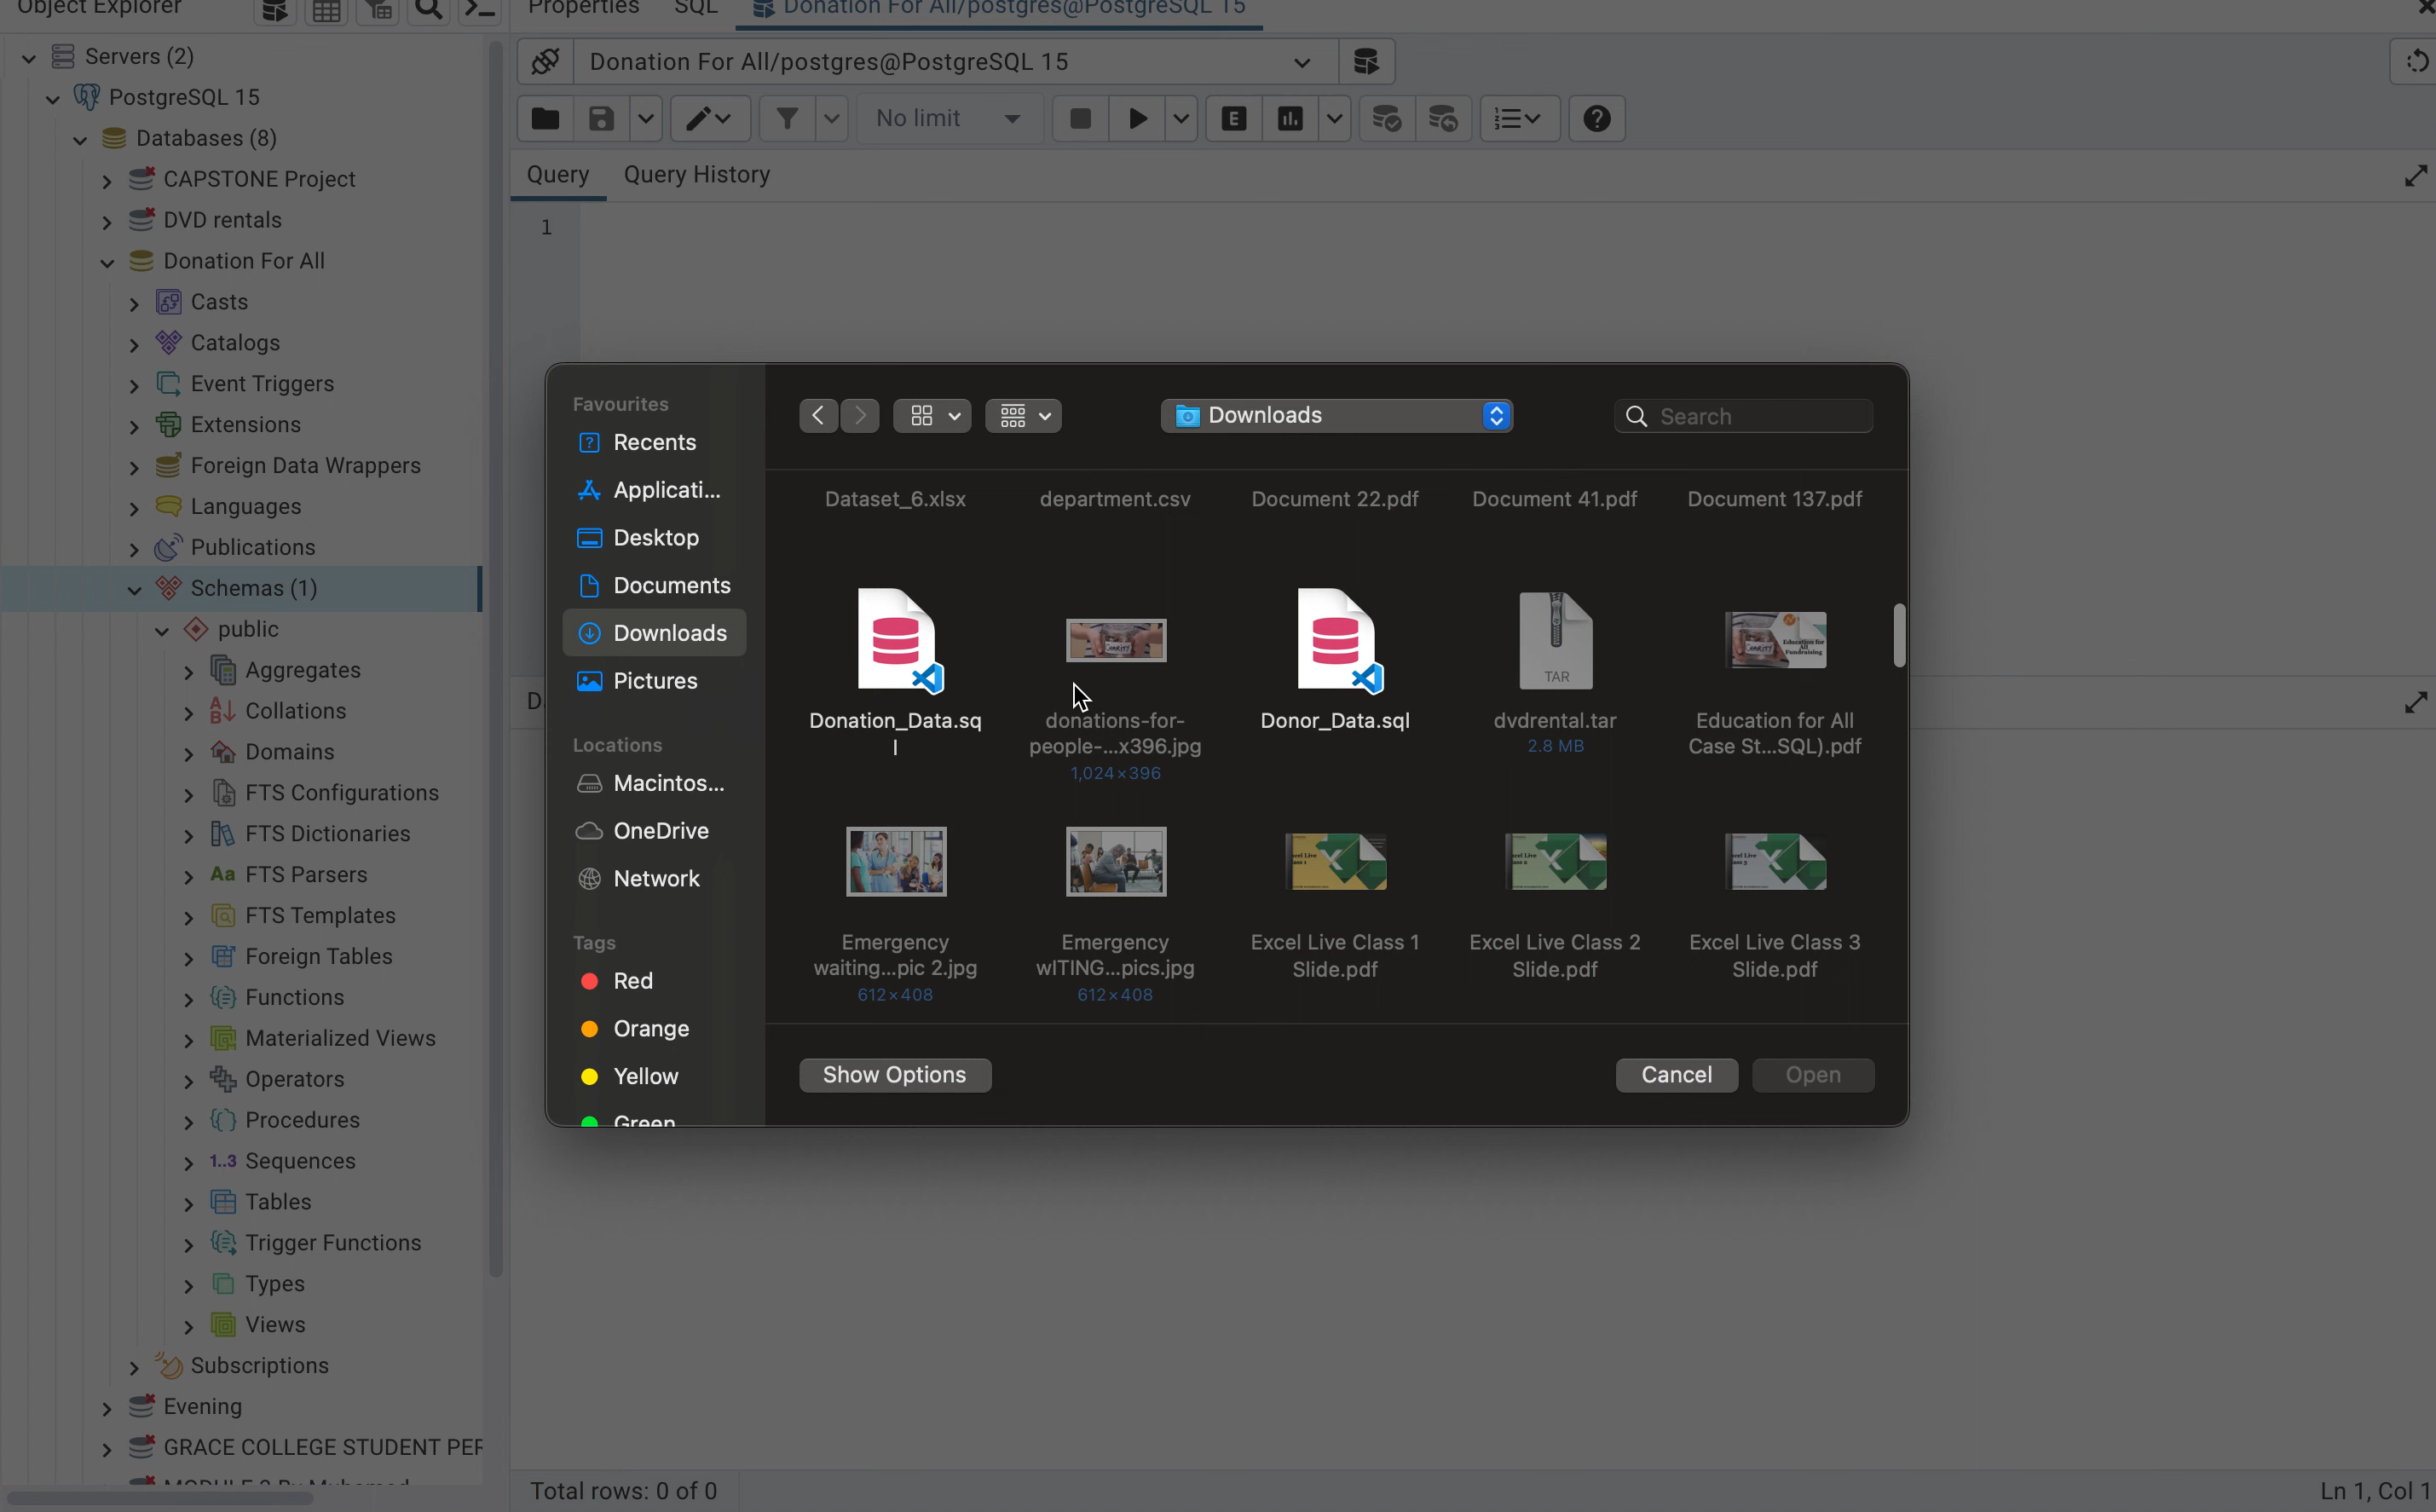 Object Explorer
Servers (2)
PostgreSQL 15
Databases (8)
CAPSTONE Project
DVD rentals
Donation For All
Casts
Catalogs
Event Triggers
Extensions
Foreign Data Wrappers
Languages
Publications
Schemas (1)
public
Aggregates
Collations
Domains
FTS Configurations
FTS Dictionaries
Aa FTS Parsers
FTS Templates
Foreign Tables
Functions
Materialized Views
Operators
Procedures
1..3 Sequences
Tables
Trigger Functions
Types
Views
Subscriptions
Evening
GRACE COLLEGE STUDENT PER
Properties SQL Donation For All/postgres@PostgreSQL 15
Donation For All/postgres@PostgreSQL 15
No limit
E
Query Query History
1
Favourites
Recents
Applicati...
Desktop
Documents
Downloads
Pictures
Locations
Macintos...
OneDrive
Network
Tags
Red
Orange
Yellow
Green
Downloads
Search
Dataset_6.xlsx department.csv Document 22.pdf Document 41.pdf Document 137.pdf
TAR
Donation_Data.sq
l
donations-for-
people-...x396.jpg
1,024×396
Donor_Data.sql
dvdrental.tar
2.8 MB
Education for All
Case St...SQL).pdf
Emergency
waiting...pic 2.jpg
612×408
Emergency
wITING...pics.jpg
612×408
Excel Live Class 1
Slide.pdf
Excel Live Class 2
Slide.pdf
Excel Live Class 3
Slide.pdf
Show Options
Cancel
Open
Total rows: 0 of 0
Ln 1, Col 1